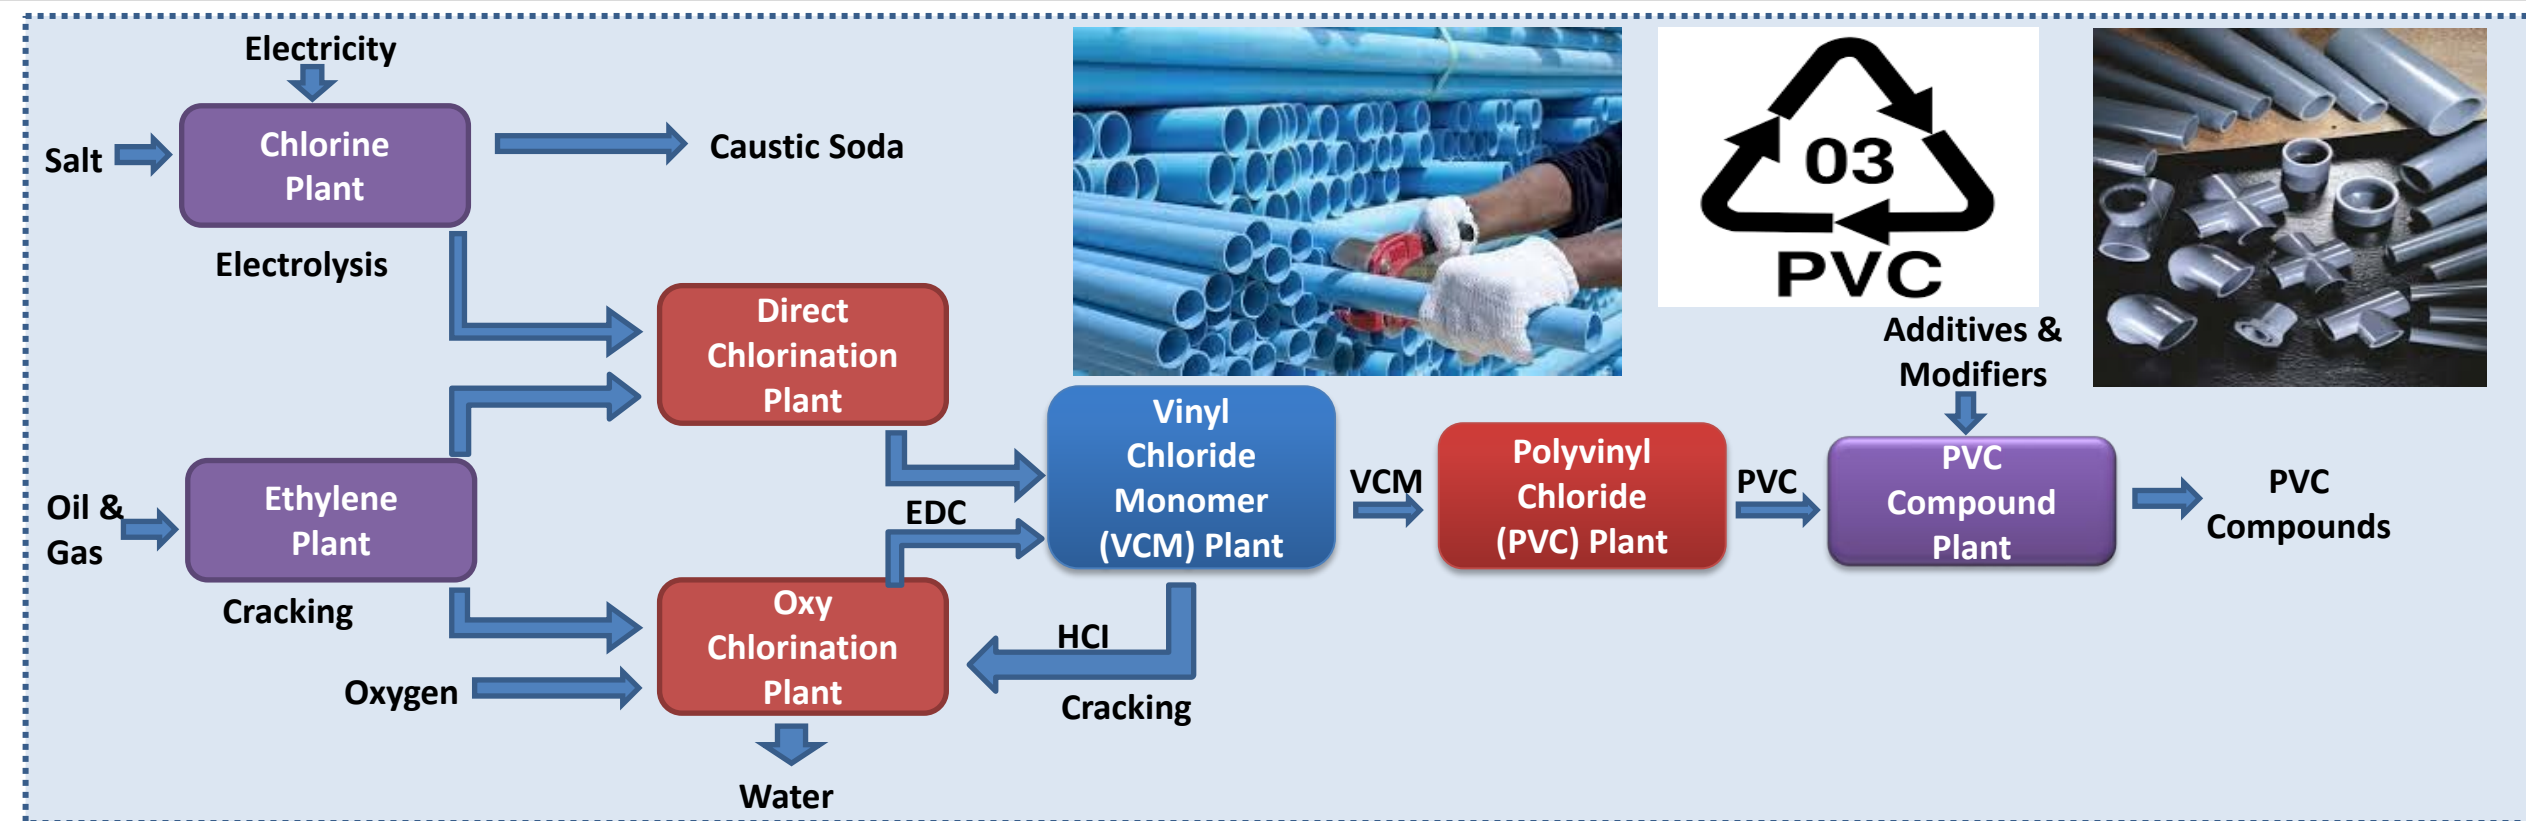 Electricity
Salt
Chlorine
Plant
Caustic Soda
Electrolysis
Direct
Chlorination
Plant
Oil &
Gas
Ethylene
Plant
Cracking
Oxygen
Oxy
Chlorination
Plant
Water
EDC
HCl
Cracking
Vinyl
Chloride
Monomer
(VCM) Plant
VCM
Polyvinyl
Chloride
(PVC) Plant
PVC
03
PVC
Additives &
Modifiers
PVC
Compound
Plant
PVC
Compounds